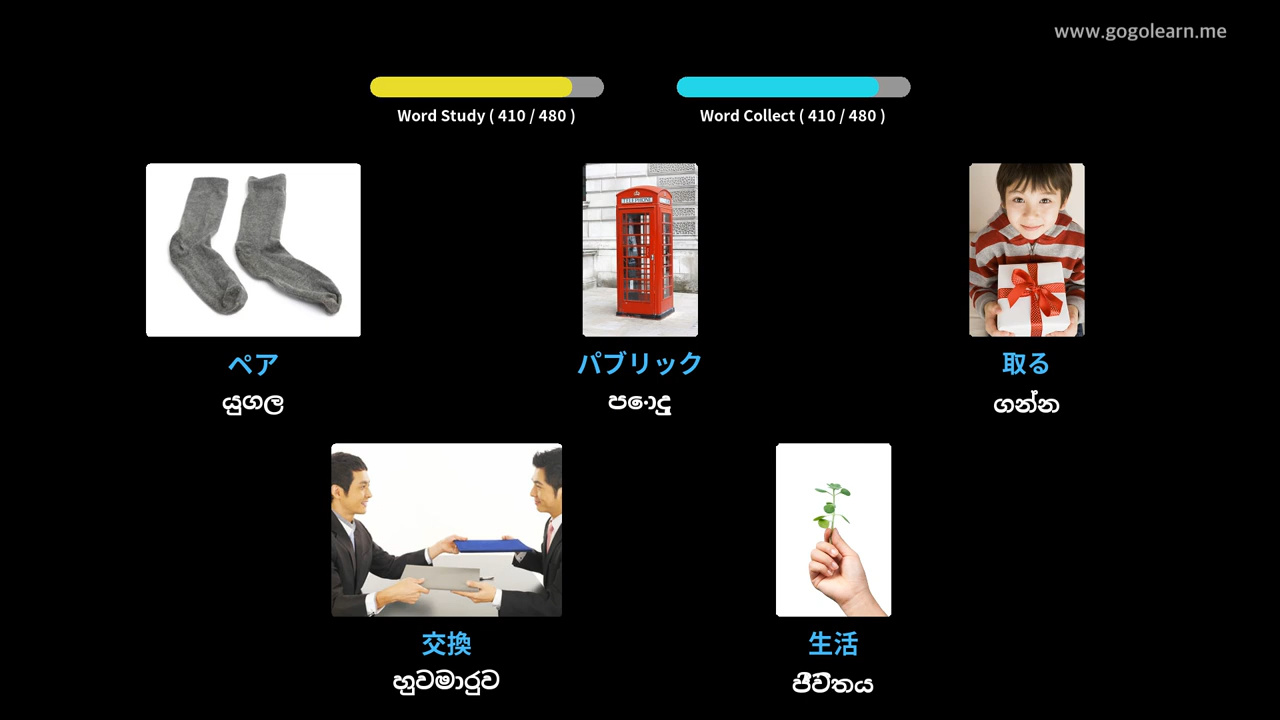 www.gogolearn.me
Word Study ( 410 / 480 )
Word Collect ( 410 / 480 )
TELEPHONE
ペア
パブリック
取る
යුගල
ගන්න
交換
生活
හුවමාරුව
ජීවිතය